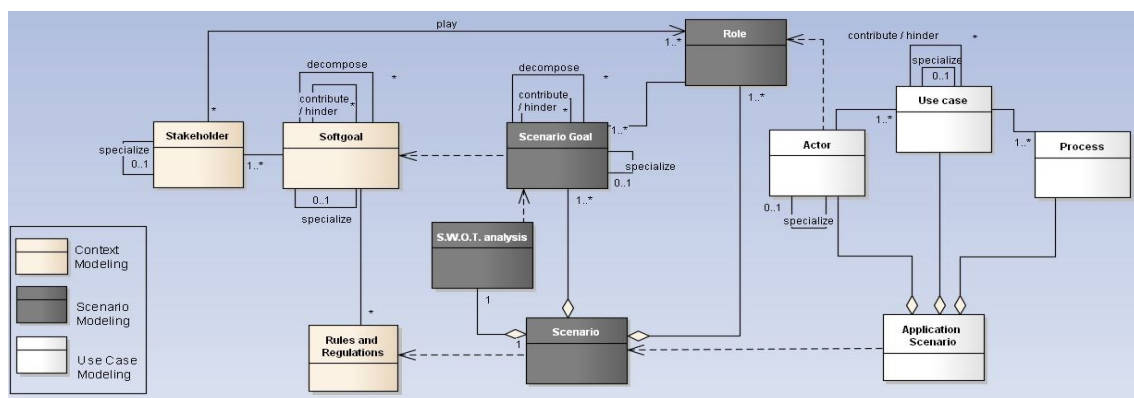 play
Role
1..*
decompose
*
contribute
/ hinder
*
Softgoal
decompose
*
contribute
/ hinder
*
Scenario Goal
1..*
specialize
0..1
1..*
1..*
contribute / hinder
*
specialize
0..1
Use case
1..*
1..*
Actor
0..1
specialize
Process
*
Stakeholder
specialize
0..1
1..*
0..1
specialize
S.W.O.T. analysis
1
1
Scenario
*
Rules and
Regulations
Application
Scenario
Context
Modeling
Scenario
Modeling
Use Case
Modeling